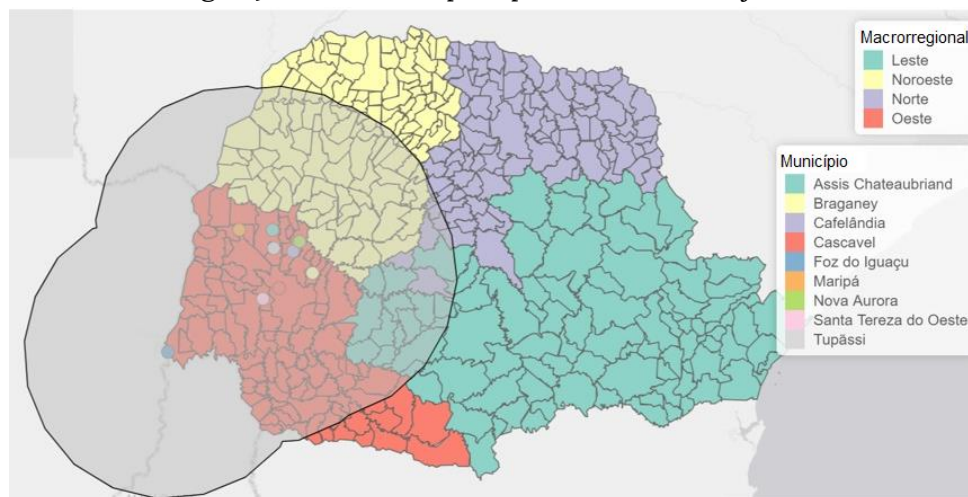 Macrorregional
Leste
Noroeste
Norte
Oeste
Município
Assis Chateaubriand
Braganey
Cafelândia
Cascavel
Foz do Iguaçu
Maripá
Nova Aurora
Santa Tereza do Oeste
Tupãssi